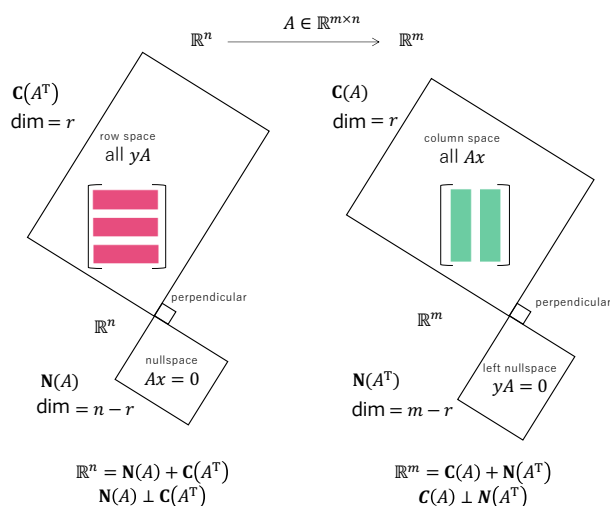 ℝⁿ A ∈ ℝᵐˣⁿ ℝᵐ
C(Aᵀ)
dim = r
row space
all yA
perpendicular
ℝⁿ
nullspace
Ax = 0
N(A)
dim = n − r
ℝⁿ = N(A) + C(Aᵀ)
N(A) ⊥ C(Aᵀ)
C(A)
dim = r
column space
all Ax
perpendicular
ℝᵐ
left nullspace
yA = 0
N(Aᵀ)
dim = m − r
ℝᵐ = C(A) + N(Aᵀ)
C(A) ⊥ N(Aᵀ)